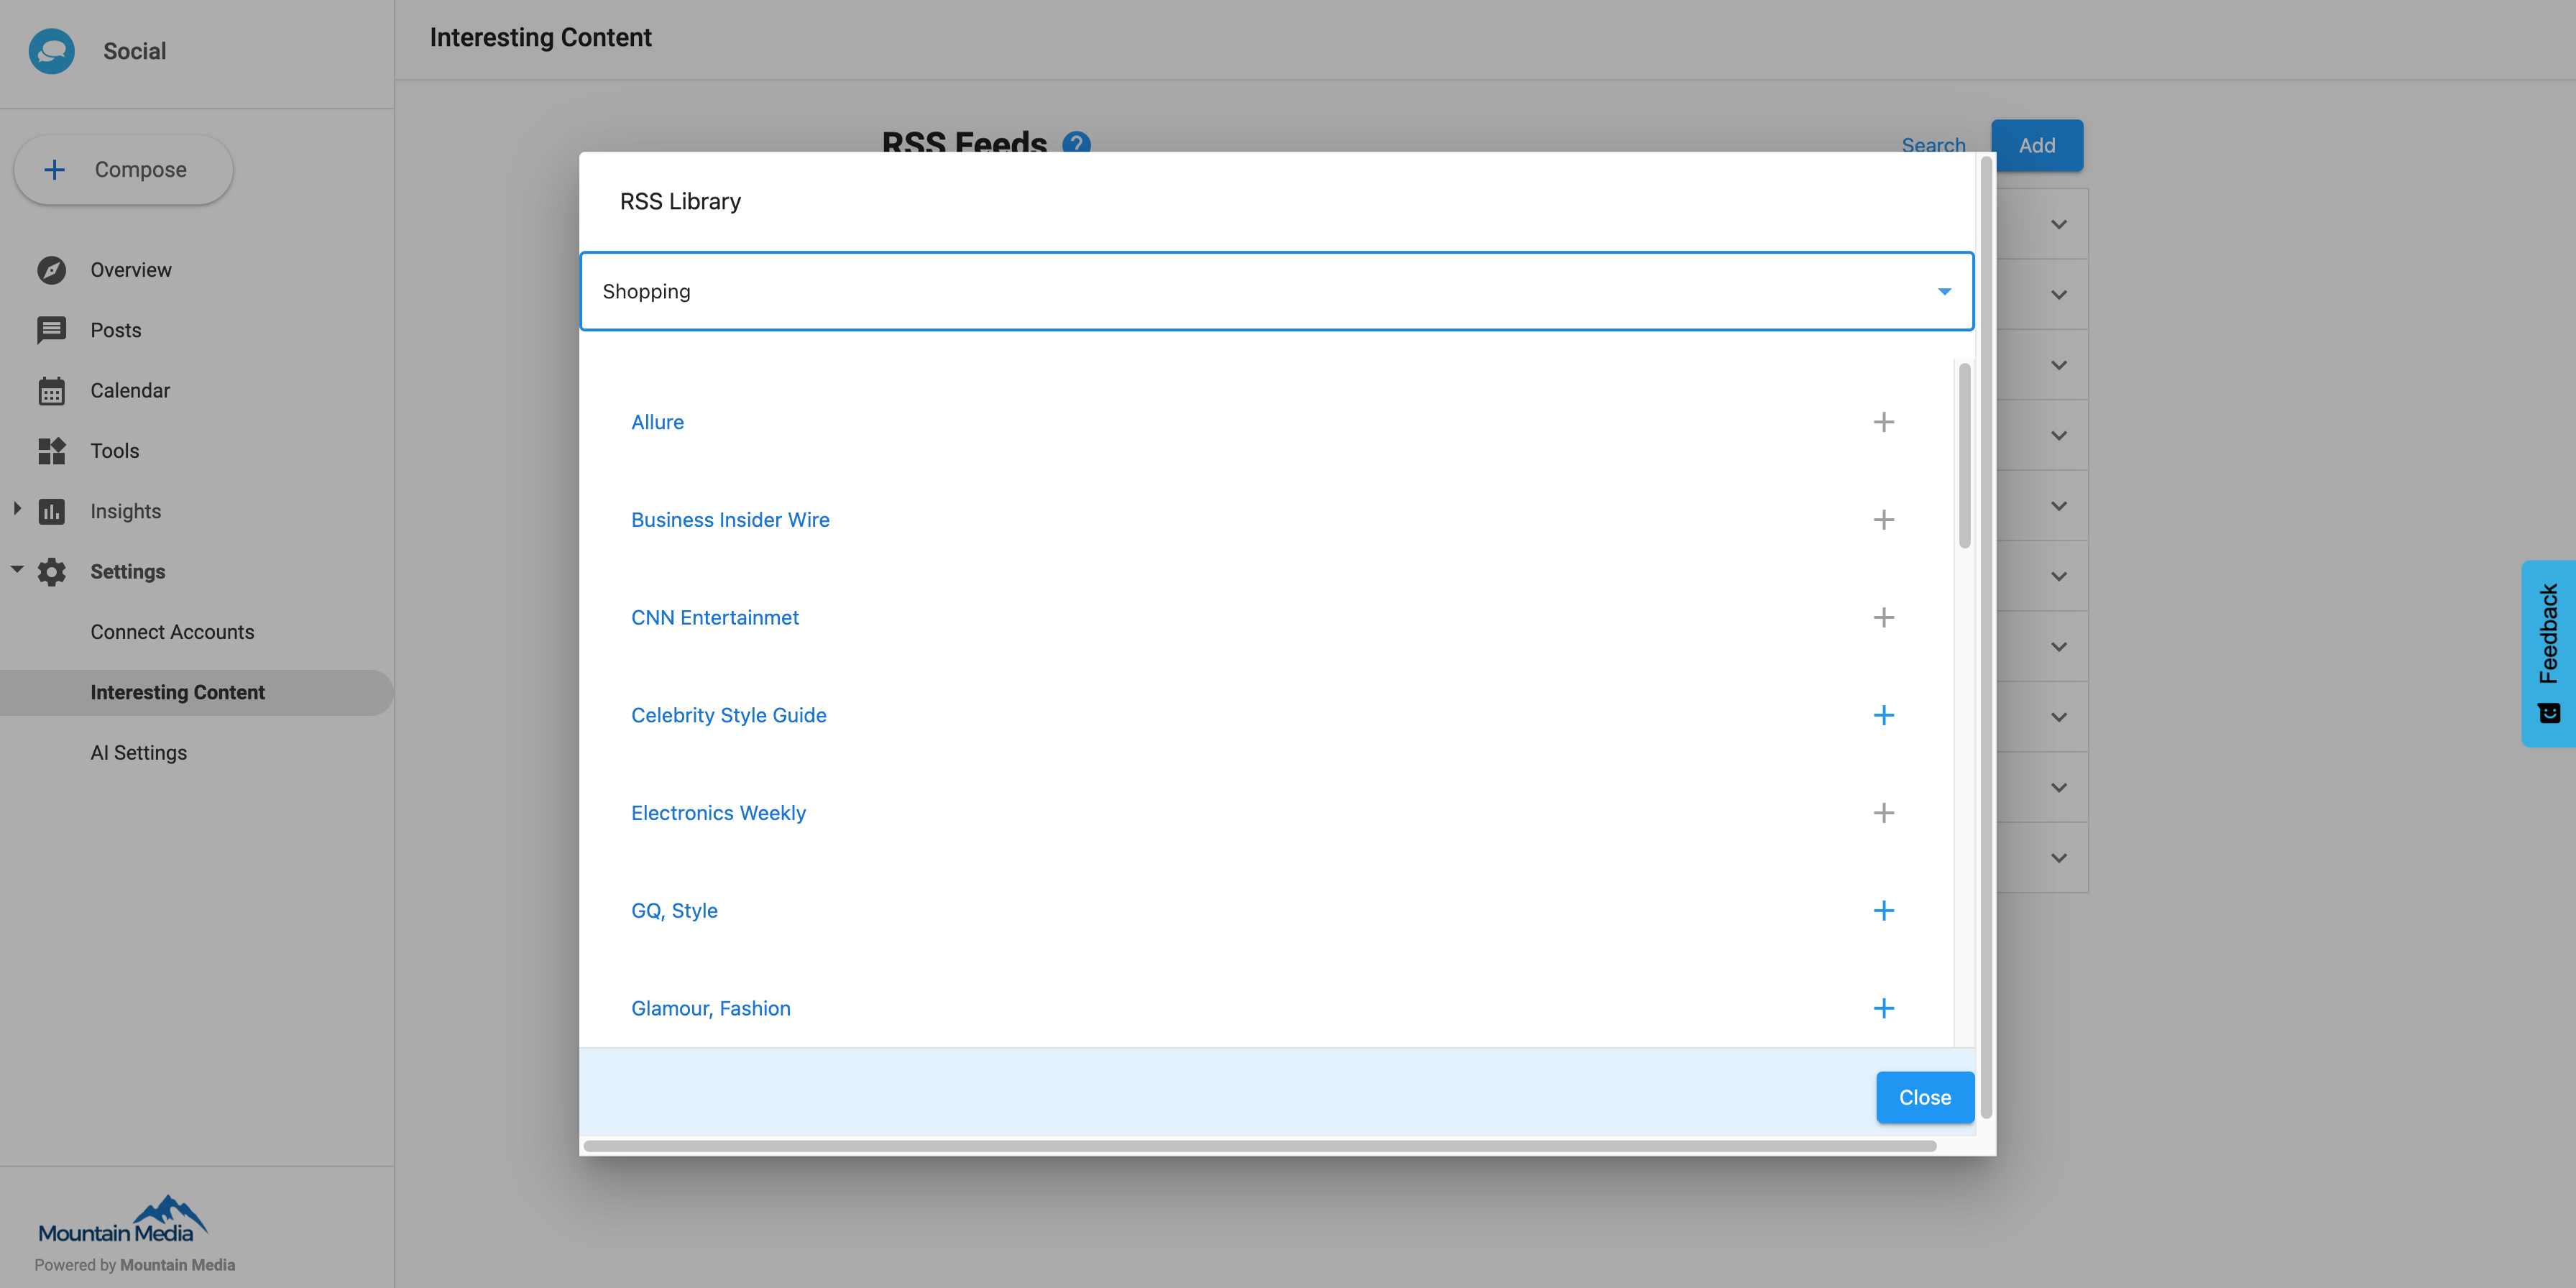 Social
Interesting Content
Compose
RSS Feeds ?
Search
Add
RSS Library
Shopping
Overview
Posts
Calendar
Tools
Insights
Settings
Connect Accounts
Interesting Content
AI Settings
Allure
Business Insider Wire
CNN Entertainmet
Celebrity Style Guide
Electronics Weekly
GQ, Style
Glamour, Fashion
Close
Feedback
Mountain Media
Powered by Mountain Media